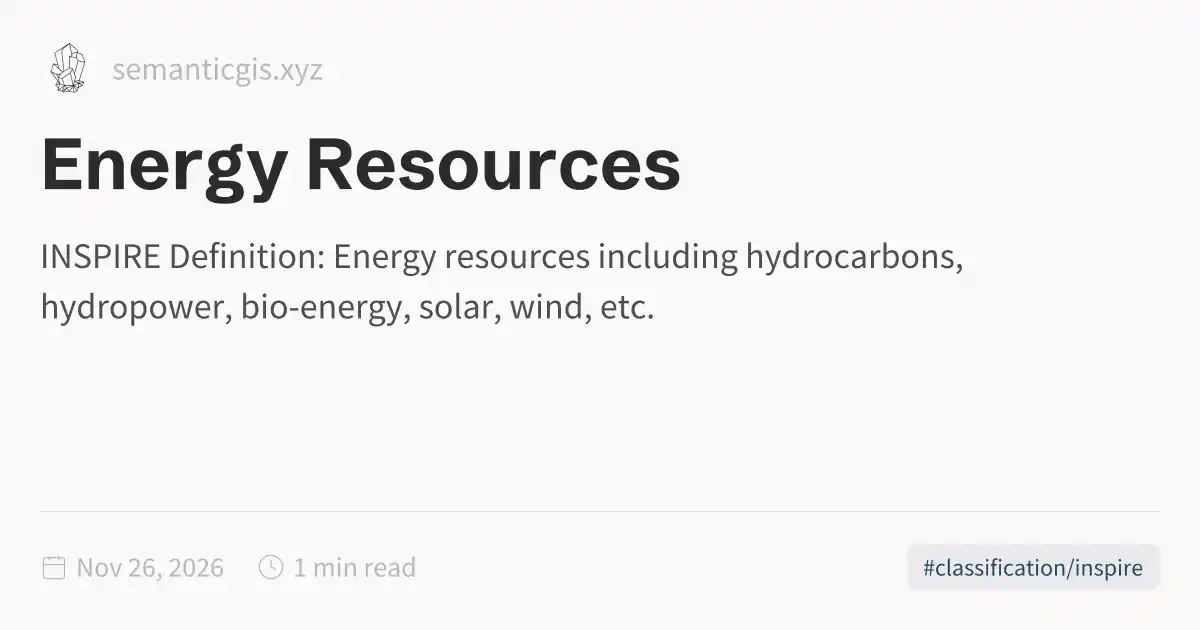 semanticgis.xyz
Energy Resources
INSPIRE Definition: Energy resources including hydrocarbons,
hydropower, bio-energy, solar, wind, etc.
Nov 26, 2026 1 min read #classification/inspire